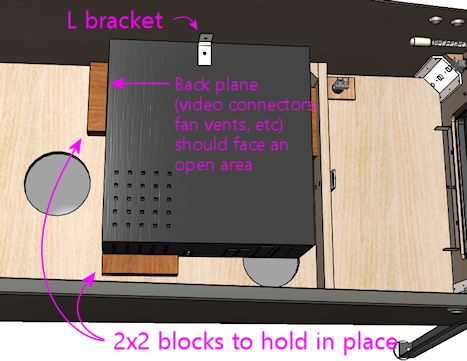 L bracket
Back plane
(video connectors,
fan vents, etc)
should face an
open area
2x2 blocks to hold in place